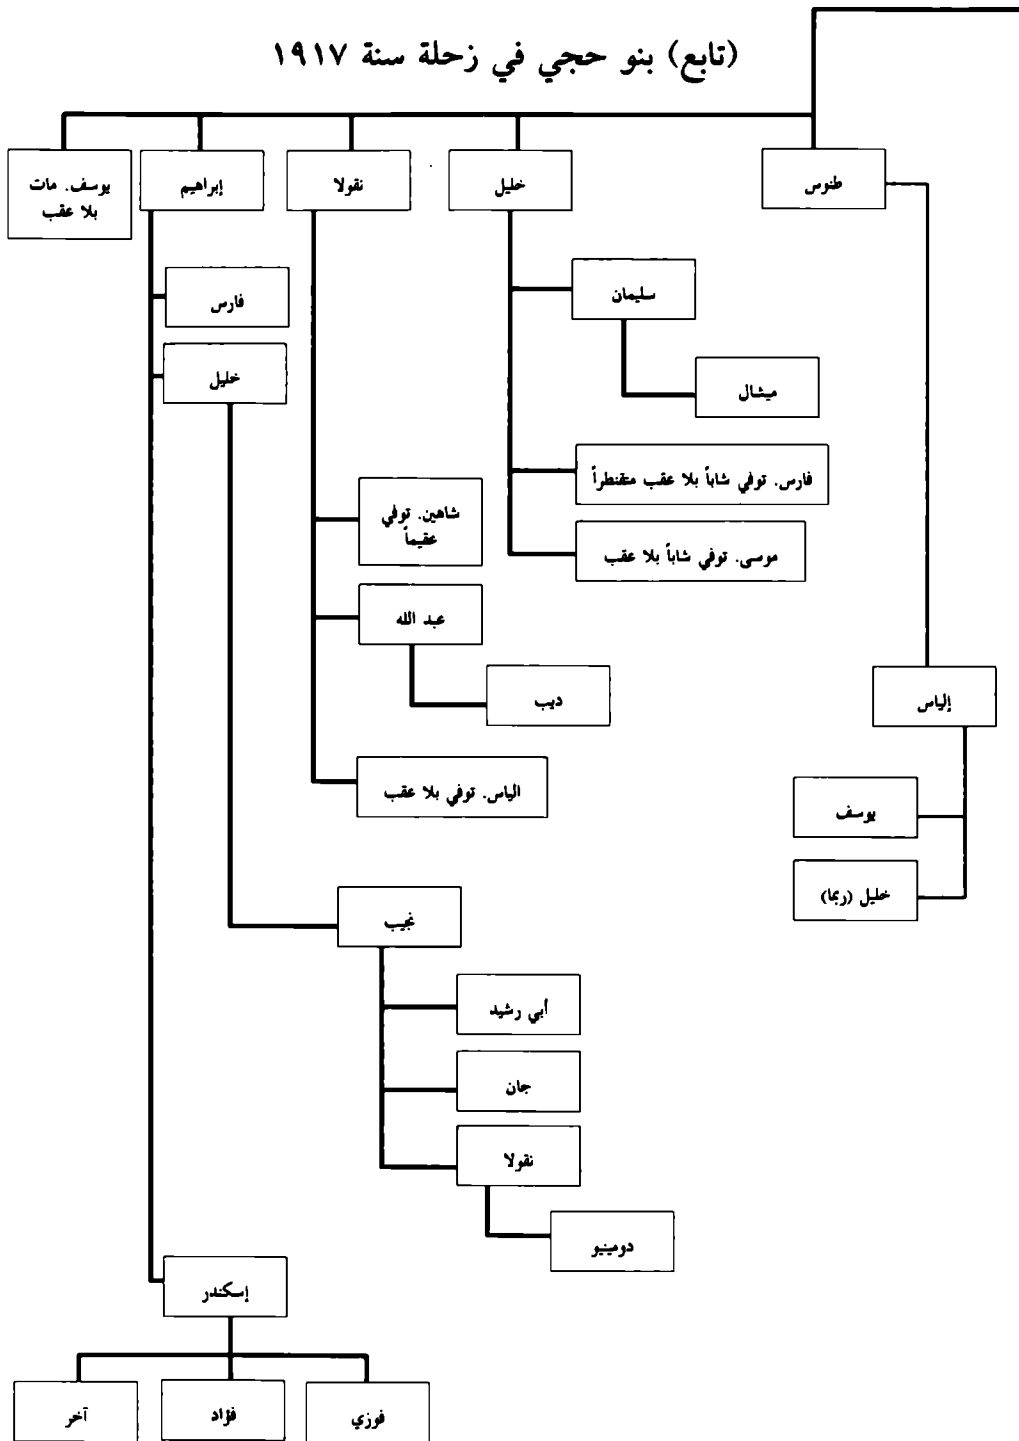 (تابع) بنو حجي في زحلة سنة ١٩١٧
طنوس
خليل
نقولا
إبراهيم
يوسف. مات
بلا عقب
إلياس
يوسف
خليل (ربما)
سليمان
ميشال
فارس. توفي شاباً بلا عقب متقنطراً
موسى. توفي شاباً بلا عقب
شاهين. توفي
عقيماً
عبد الله
ديب
الياس. توفي بلا عقب
فارس
خليل
نجيب
أبي رشيد
جان
نقولا
دومينيو
إسكندر
فوزي
فؤاد
آخر